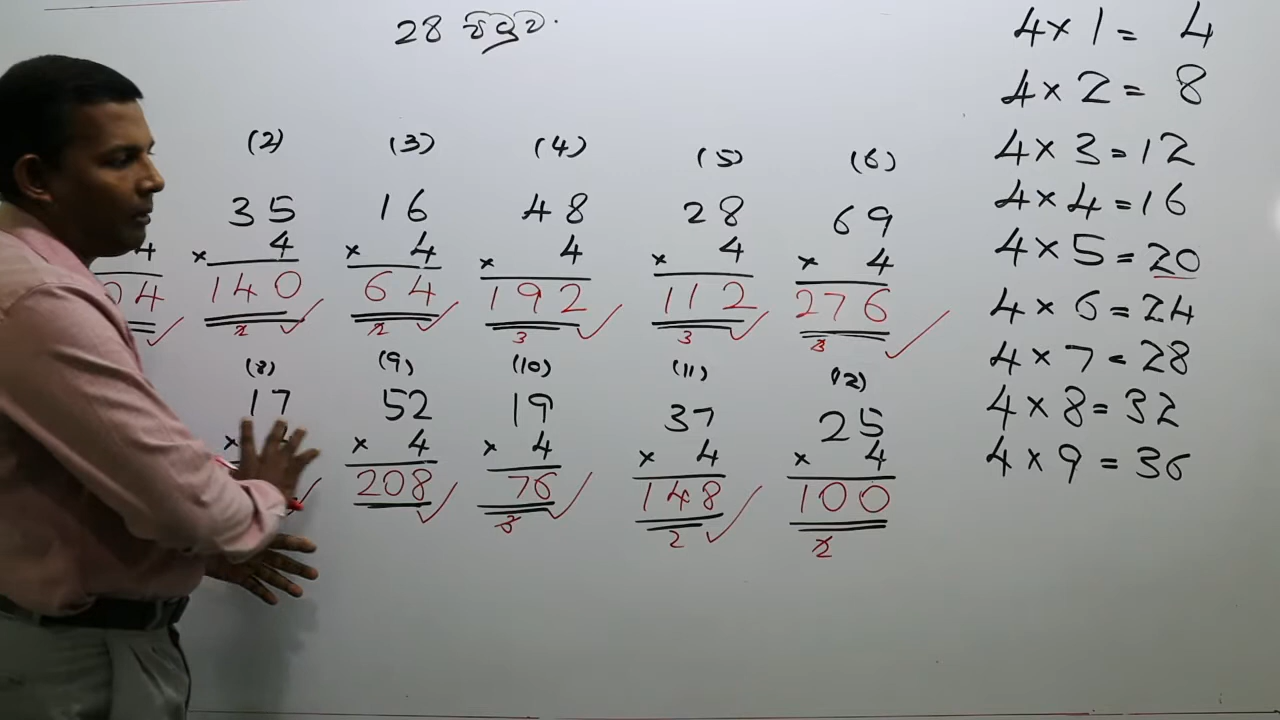 28 පිටුව.
4 × 1 = 4
4 × 2 = 8
4 × 3 = 12
4 × 4 = 16
4 × 5 = 20
4 × 6 = 24
4 × 7 = 28
4 × 8 = 32
4 × 9 = 36
(2) (3) (4) (5) (6)
35 16 48 28 69
4 × 4 × 4 × 4 × 4 × 4
04 140 64 192 112 276
2 2 3 3 3
(8) (9) (10) (11) (12)
17 52 19 37 25
× × 4 × 4 × 4 × 4
208 76 148 100
3 2 2